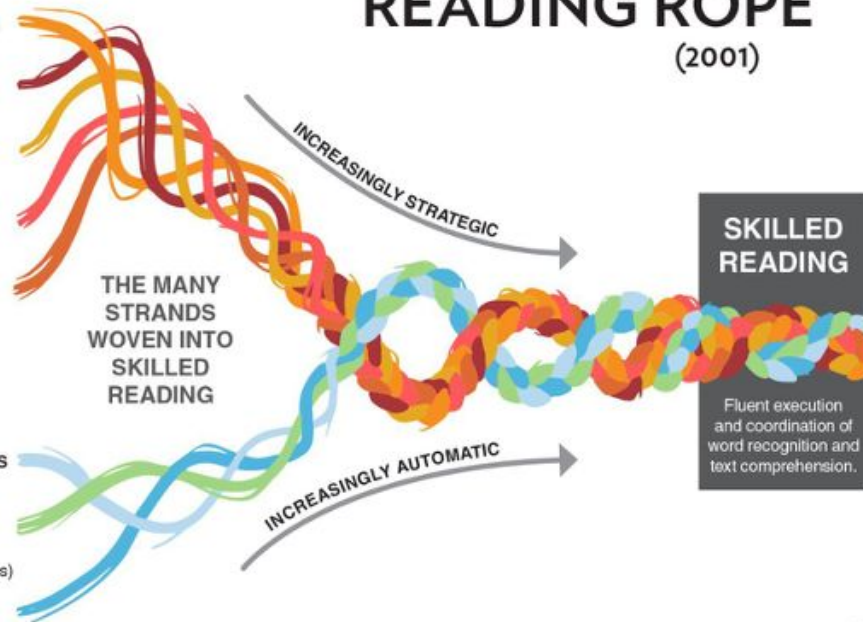 READING ROPE
(2001)
INCREASINGLY STRATEGIC
SKILLED
READING
THE MANY
STRANDS
WOVEN INTO
SKILLED
READING
Fluent execution
and coordination of
word recognition and
text comprehension.
S
INCREASINGLY AUTOMATIC
s)